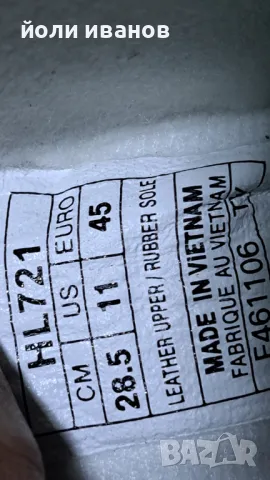 йоли иванов
HL721
EURO 45
US 11
CM 28.5
LEATHER UPPER / RUBBER SOLE
MADE IN VIETNAM
FABRIQUE AU VIETNAM
F461106 TY
BAZAR